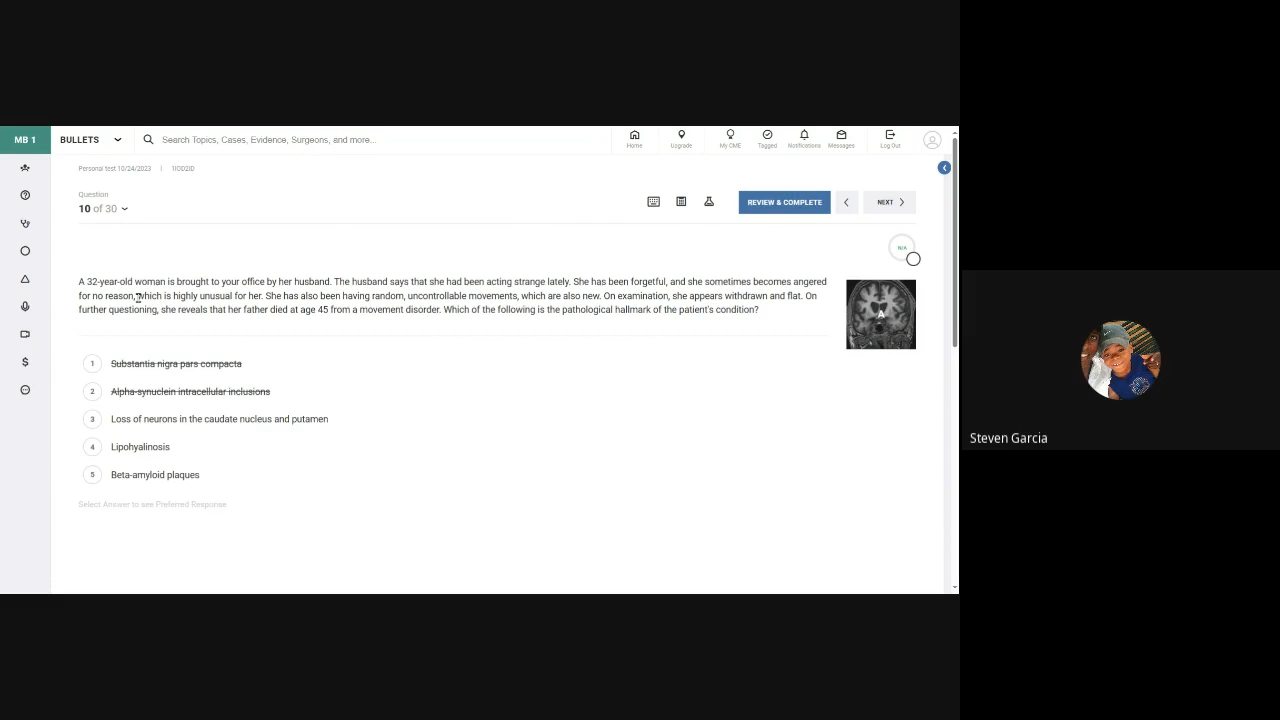 MB 1
BULLETS
Search Topics, Cases, Evidence, Surgeons, and more...
Home
Upgrade
My CME
Tagged
Notifications
Messages
Log Out
Personal test 10/24/2023 |
Question
10 of 30
REVIEW & COMPLETE
NEXT
N/A
A 32-year-old woman is brought to your office by her husband. The husband says that she had been acting strange lately. She has been forgetful, and she sometimes becomes angered
for no reason, which is highly unusual for her. She has also been having random, uncontrollable movements, which are also new. On examination, she appears withdrawn and flat. On
further questioning, she reveals that her father died at age 45 from a movement disorder. Which of the following is the pathological hallmark of the patient's condition?
A
1 Substantia nigra pars compacta
2 Alpha-synuclein intracellular inclusions
3 Loss of neurons in the caudate nucleus and putamen
4 Lipohyalinosis
5 Beta-amyloid plaques
Select Answer to see Preferred Response
Steven Garcia